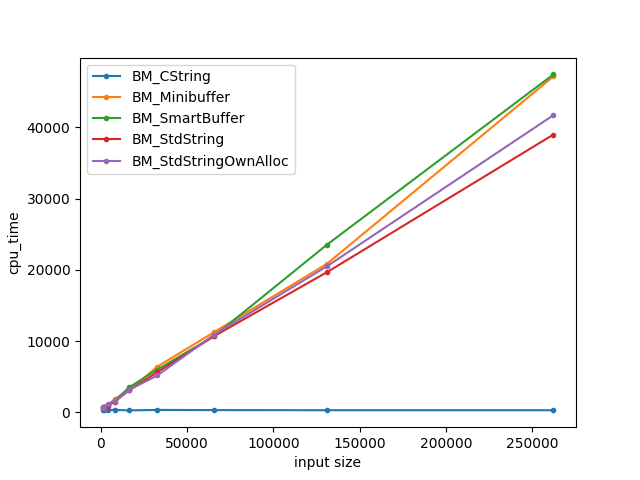 BM_CString
BM_Minibuffer
BM_SmartBuffer
BM_StdString
BM_StdStringOwnAlloc
40000
30000
20000
10000
0
cpu_time
0 50000 100000 150000 200000 250000
input size